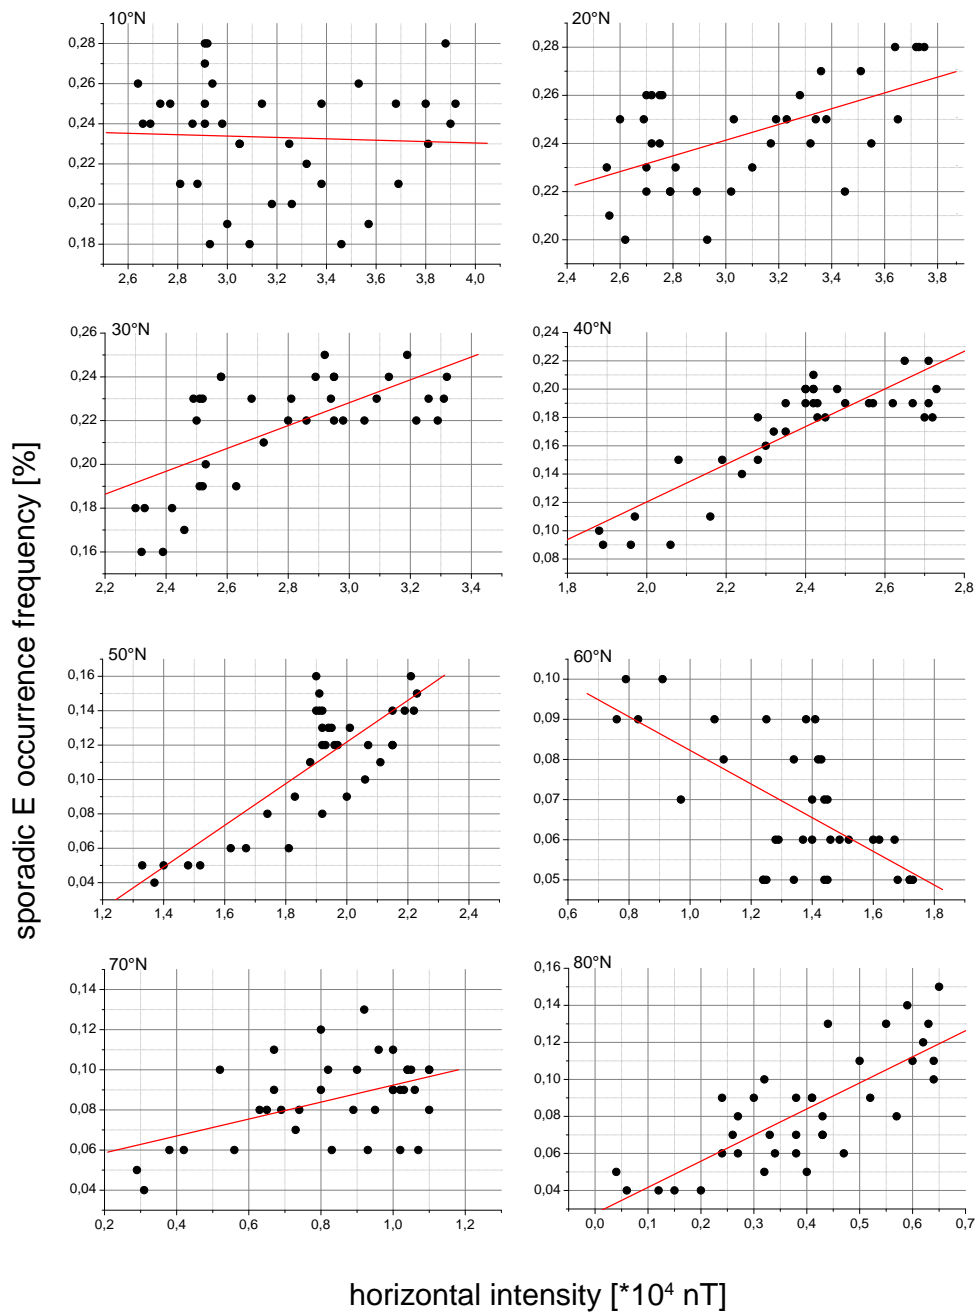 10°N
0,28
0,26
0,24
0,22
0,20
0,18
2,6 3,0 3,4 3,8
20°N
0,28
0,26
0,24
0,22
0,20
2,4 2,6 2,8 3,0 3,2 3,4 3,6 3,8
30°N
0,26
0,24
0,22
0,20
0,18
0,16
2,2 2,4 2,6 2,8 3,0 3,2 3,4
40°N
0,24
0,22
0,20
0,18
0,16
0,14
0,12
0,10
0,08
1,8 2,0 2,2 2,4 2,6 2,8
50°N
0,16
0,14
0,12
0,10
0,08
0,06
0,04
1,2 1,4 1,6 1,8 2,0 2,2 2,4
60°N
0,10
0,09
0,08
0,07
0,06
0,05
0,6 0,8 1,0 1,2 1,4 1,6 1,8
70°N
0,14
0,12
0,10
0,08
0,06
0,04
0,2 0,4 0,6 0,8 1,0 1,2
80°N
0,16
0,14
0,12
0,10
0,08
0,06
0,04
0,0 0,1 0,2 0,3 0,4 0,5 0,6 0,7
sporadic E occurrence frequency [%]
horizontal intensity [*10⁴ nT]